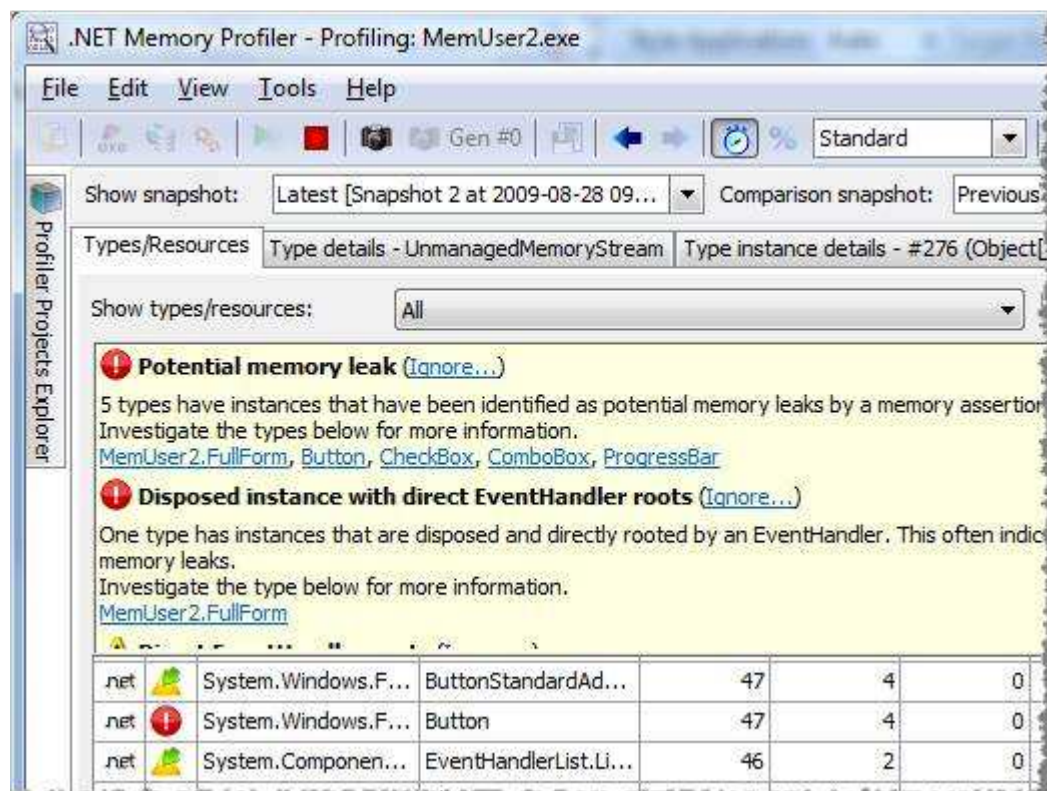 .NET Memory Profiler - Profiling: MemUser2.exe
File Edit View Tools Help
Gen #0 % Standard
Show snapshot: Latest [Snapshot 2 at 2009-08-28 09... Comparison snapshot: Previous
Types/Resources Type details - UnmanagedMemoryStream Type instance details - #276 (Object[
Profiler Projects Explorer
Show types/resources: All
Potential memory leak (Ignore...)
5 types have instances that have been identified as potential memory leaks by a memory assertion
Investigate the types below for more information.
MemUser2.FullForm, Button, CheckBox, ComboBox, ProgressBar
Disposed instance with direct EventHandler roots (Ignore...)
One type has instances that are disposed and directly rooted by an EventHandler. This often indic
memory leaks.
Investigate the type below for more information.
MemUser2.FullForm
.net System.Windows.F... ButtonStandardAd... 47 4 0
.net System.Windows.F... Button 47 4 0
.net System.Componen... EventHandlerList.Li... 46 2 0